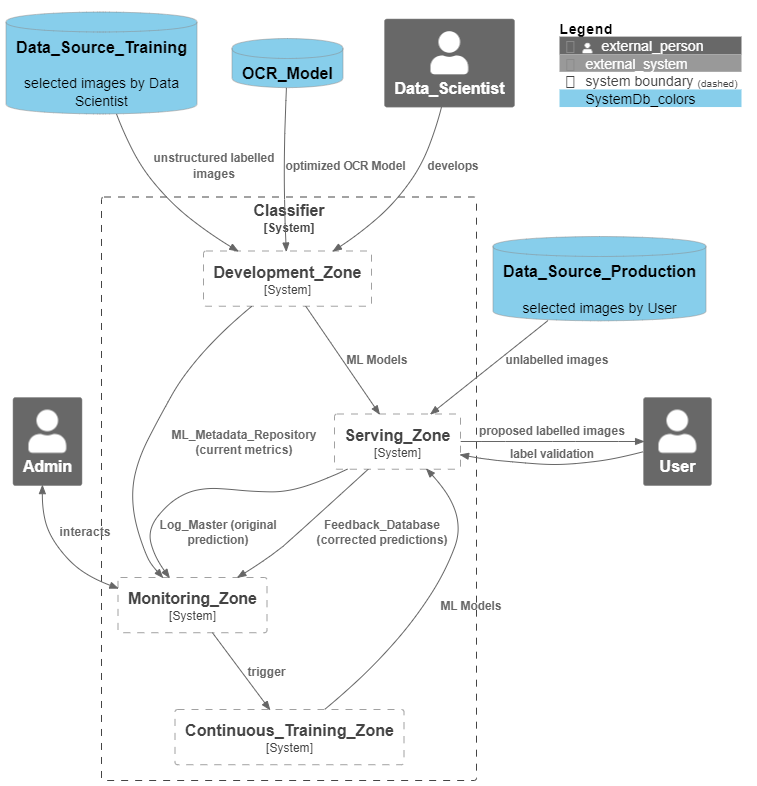 Data_Source_Training
selected images by Data
Scientist
OCR_Model
Data_Scientist
Legend
external_person
external_system
system boundary (dashed)
SystemDb_colors
unstructured labelled
images
optimized OCR Model
develops
Classifier
[System]
Development_Zone
[System]
Data_Source_Production
selected images by User
ML Models
unlabelled images
Admin
ML_Metadata_Repository
(current metrics)
Serving_Zone
[System]
proposed labelled images
label validation
User
interacts
Log_Master (original
prediction)
Feedback_Database
(corrected predictions)
Monitoring_Zone
[System]
ML Models
trigger
Continuous_Training_Zone
[System]